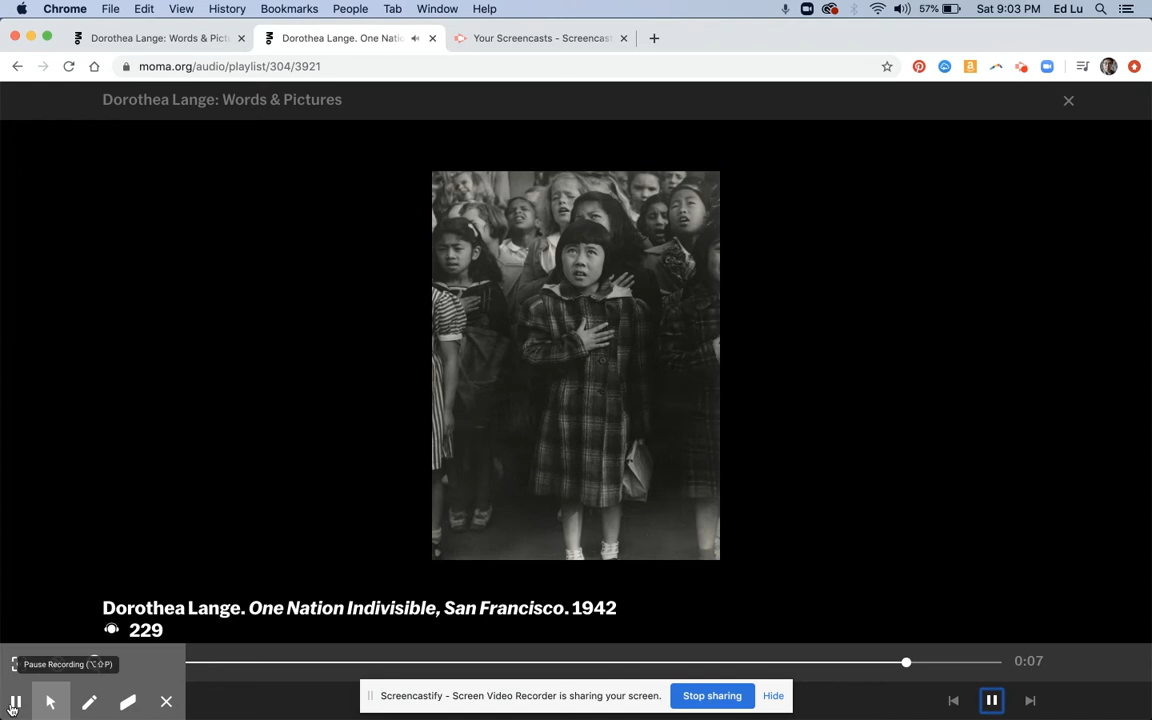 Chrome File Edit View History Bookmarks People Tab Window Help 57% Sat 9:03 PM Ed Lu
Dorothea Lange: Words & Pict Dorothea Lange. One Natio Your Screencasts - Screencast
moma.org/audio/playlist/304/3921
Dorothea Lange: Words & Pictures
Dorothea Lange. One Nation Indivisible, San Francisco. 1942
229
Pause Recording (⌥⇧P)
0:07
Screencastify - Screen Video Recorder is sharing your screen. Stop sharing Hide